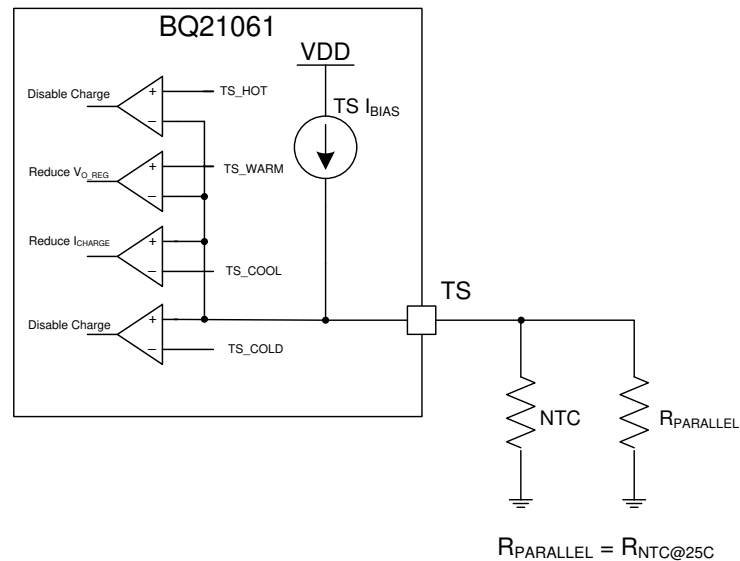 BQ21061
VDD
TS I_BIAS
Disable Charge
+
−
TS_HOT
Reduce V_O_REG
+
−
TS_WARM
Reduce I_CHARGE
+
−
TS_COOL
Disable Charge
+
−
TS_COLD
TS
NTC
R_PARALLEL
R_PARALLEL = R_NTC@25C